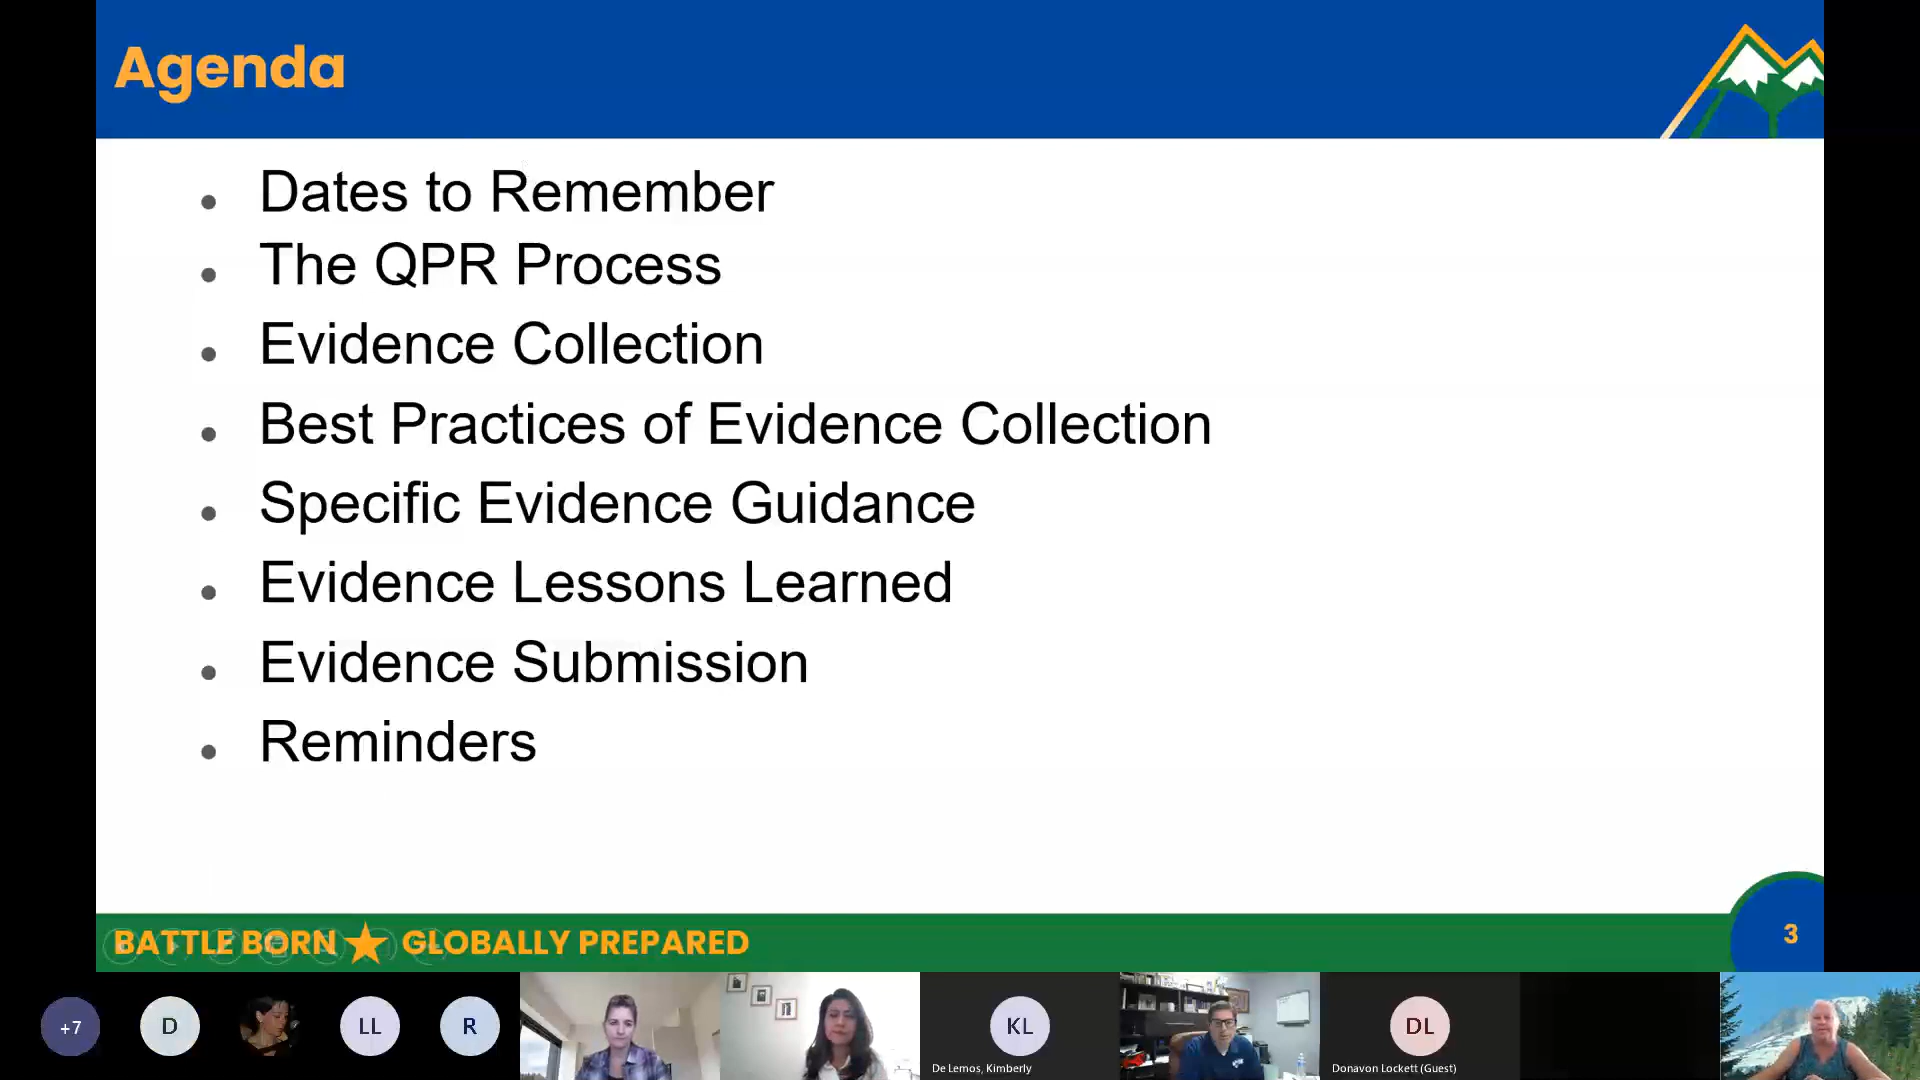 Agenda
Dates to Remember
The QPR Process
Evidence Collection
Best Practices of Evidence Collection
Specific Evidence Guidance
Evidence Lessons Learned
Evidence Submission
Reminders
BATTLE BORN GLOBALLY PREPARED
3
+7
D
LL
R
KL
De Lemos, Kimberly
DL
Donavon Lockett (Guest)